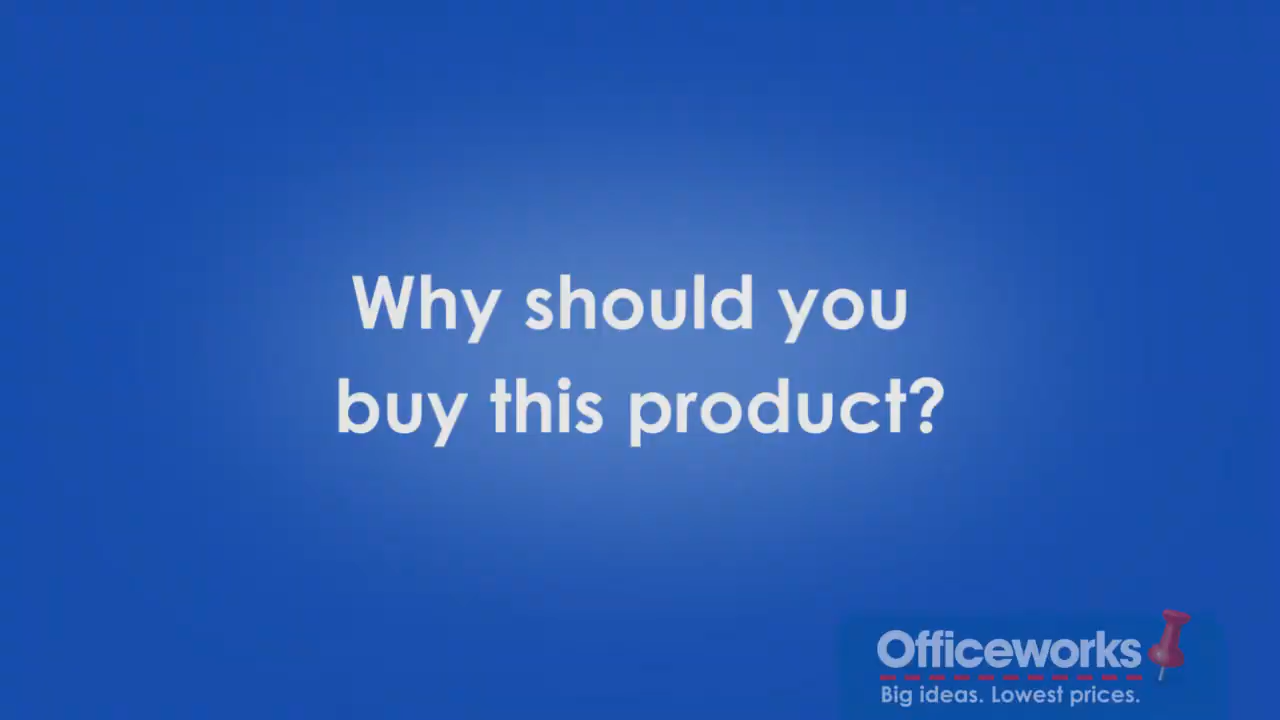 Why should you
buy this product?
Officeworks
Big ideas. Lowest prices.